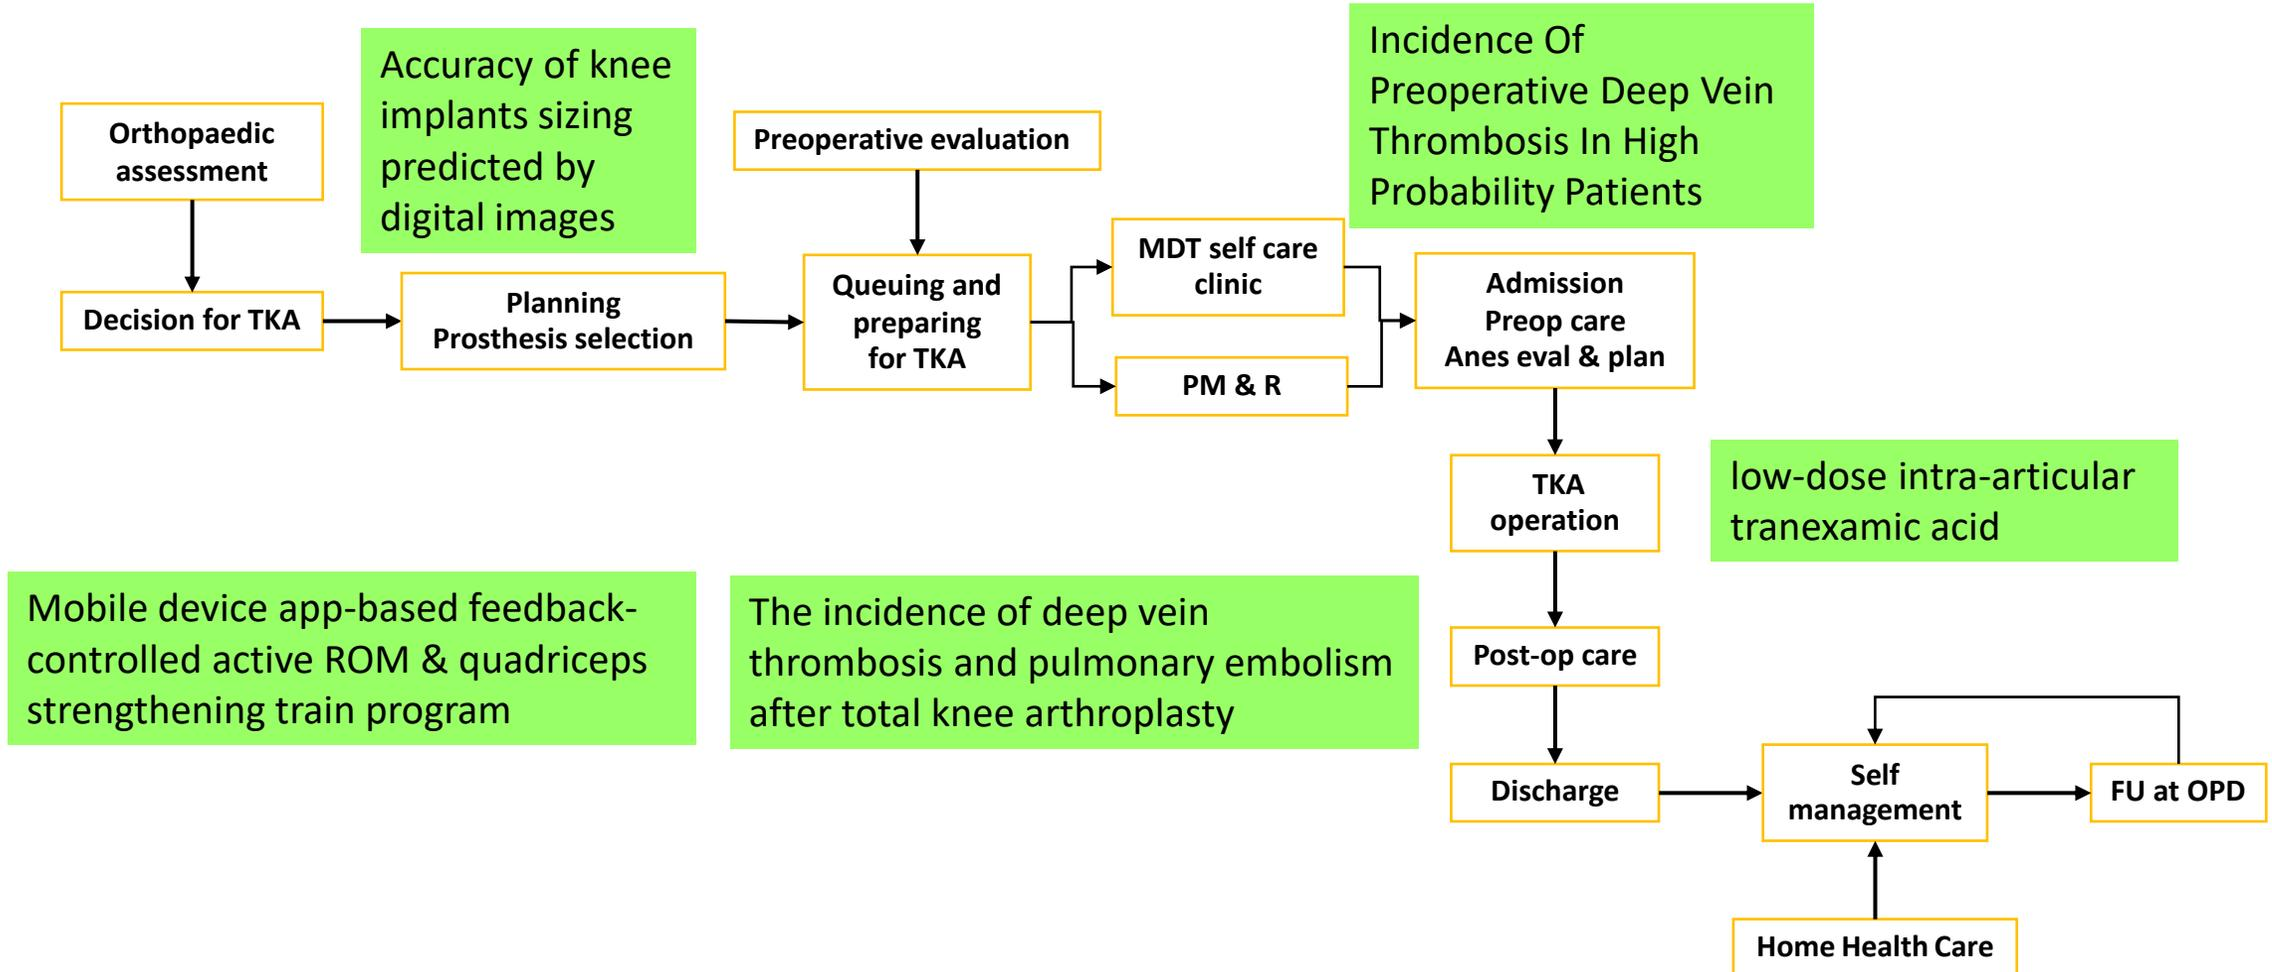 Orthopaedic
assessment
Accuracy of knee
implants sizing
predicted by
digital images
Preoperative evaluation
Incidence Of
Preoperative Deep Vein
Thrombosis In High
Probability Patients
Decision for TKA
Planning
Prosthesis selection
Queuing and
preparing
for TKA
MDT self care
clinic
PM & R
Admission
Preop care
Anes eval & plan
TKA
operation
low-dose intra-articular
tranexamic acid
Mobile device app-based feedback-
controlled active ROM & quadriceps
strengthening train program
The incidence of deep vein
thrombosis and pulmonary embolism
after total knee arthroplasty
Post-op care
Discharge
Self
management
FU at OPD
Home Health Care